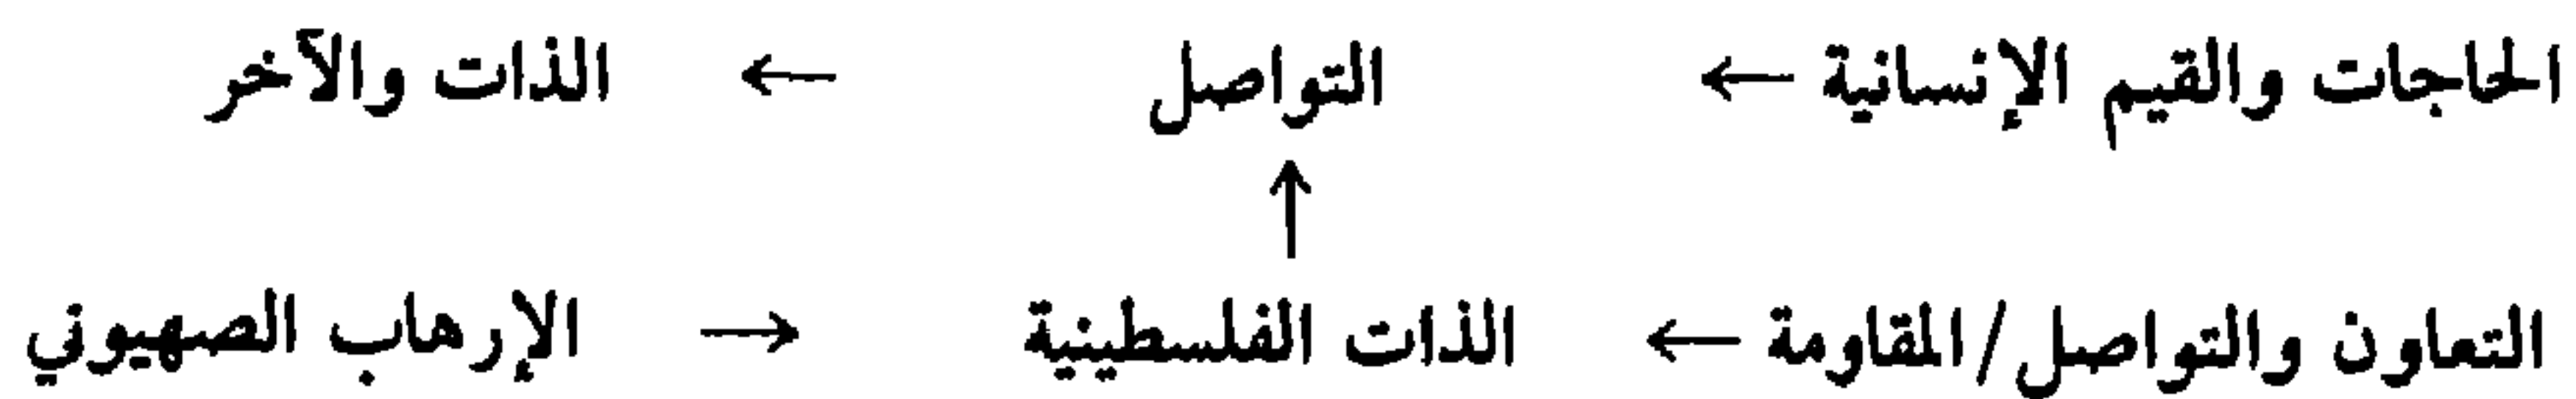 الحاجات والقيم الإنسانية ← التواصل ← الذات والآخر
↑
التعاون والتواصل/المقاومة ← الذات الفلسطينية → الإرهاب الصهيوني